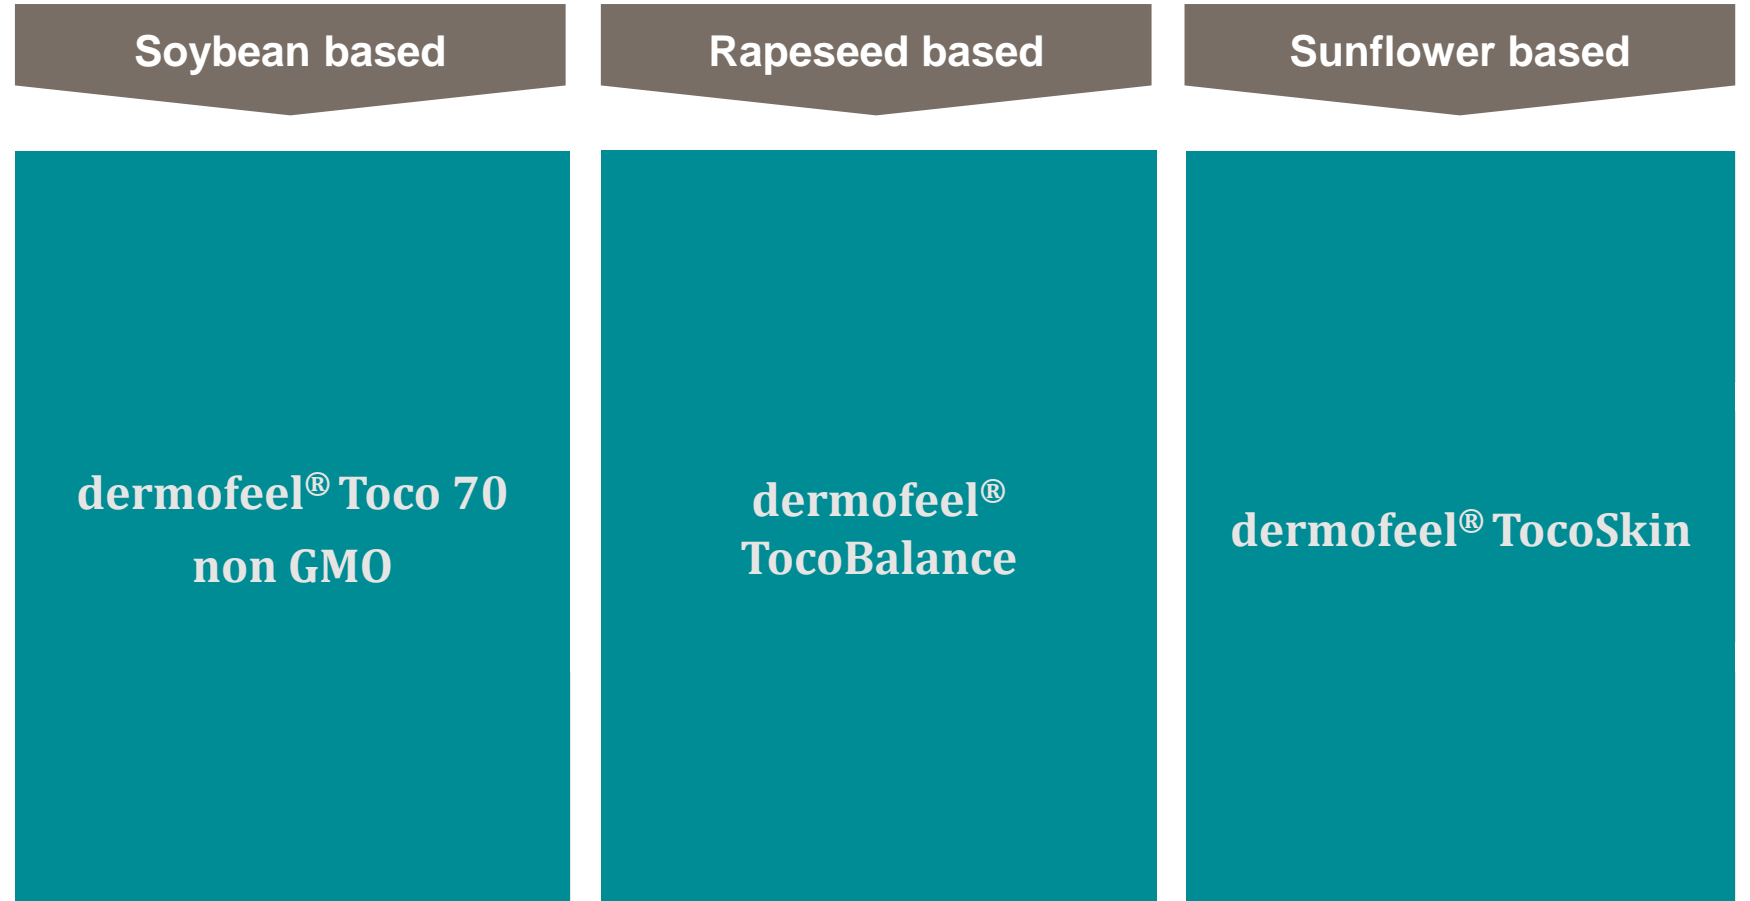 Soybean based
Rapeseed based
Sunflower based
dermofeel® Toco 70
non GMO
dermofeel®
TocoBalance
dermofeel® TocoSkin